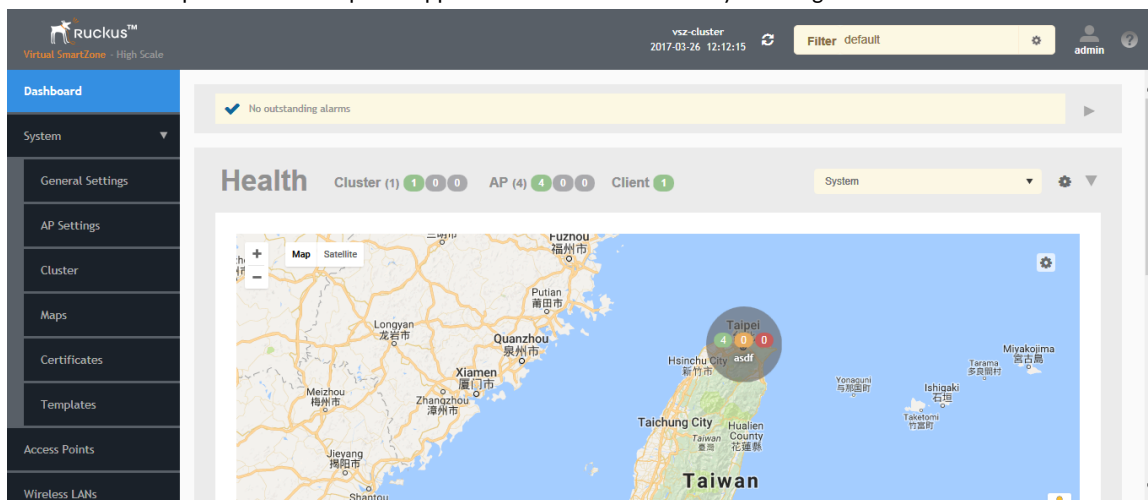 Ruckus™
Virtual SmartZone - High Scale
vsz-cluster
2017-03-26 12:12:15
Filter default
admin
Dashboard
No outstanding alarms
System
General Settings
Health
Cluster (1) 1 0 0
AP (4) 4 0 0
Client 1
System
AP Settings
Cluster
Maps
Certificates
Templates
Access Points
Wireless LANs
Map
Satellite
Fuzhou
福州市
Putian
莆田市
Longyan
龙岩市
Quanzhou
泉州市
Xiamen
厦门市
Meizhou
梅州市
Zhangzhou
漳州市
Jieyang
揭阳市
Shantou
Taipei
4 0 0
asdf
Hsinchu City
新竹市
Taichung City
Hualien
County
花蓮縣
Taiwan
臺灣
Taiwan
Yonaguni
与那国町
Ishigaki
石垣
Taketomi
竹富町
Tarama
多良間村
Miyakojima
宮古島